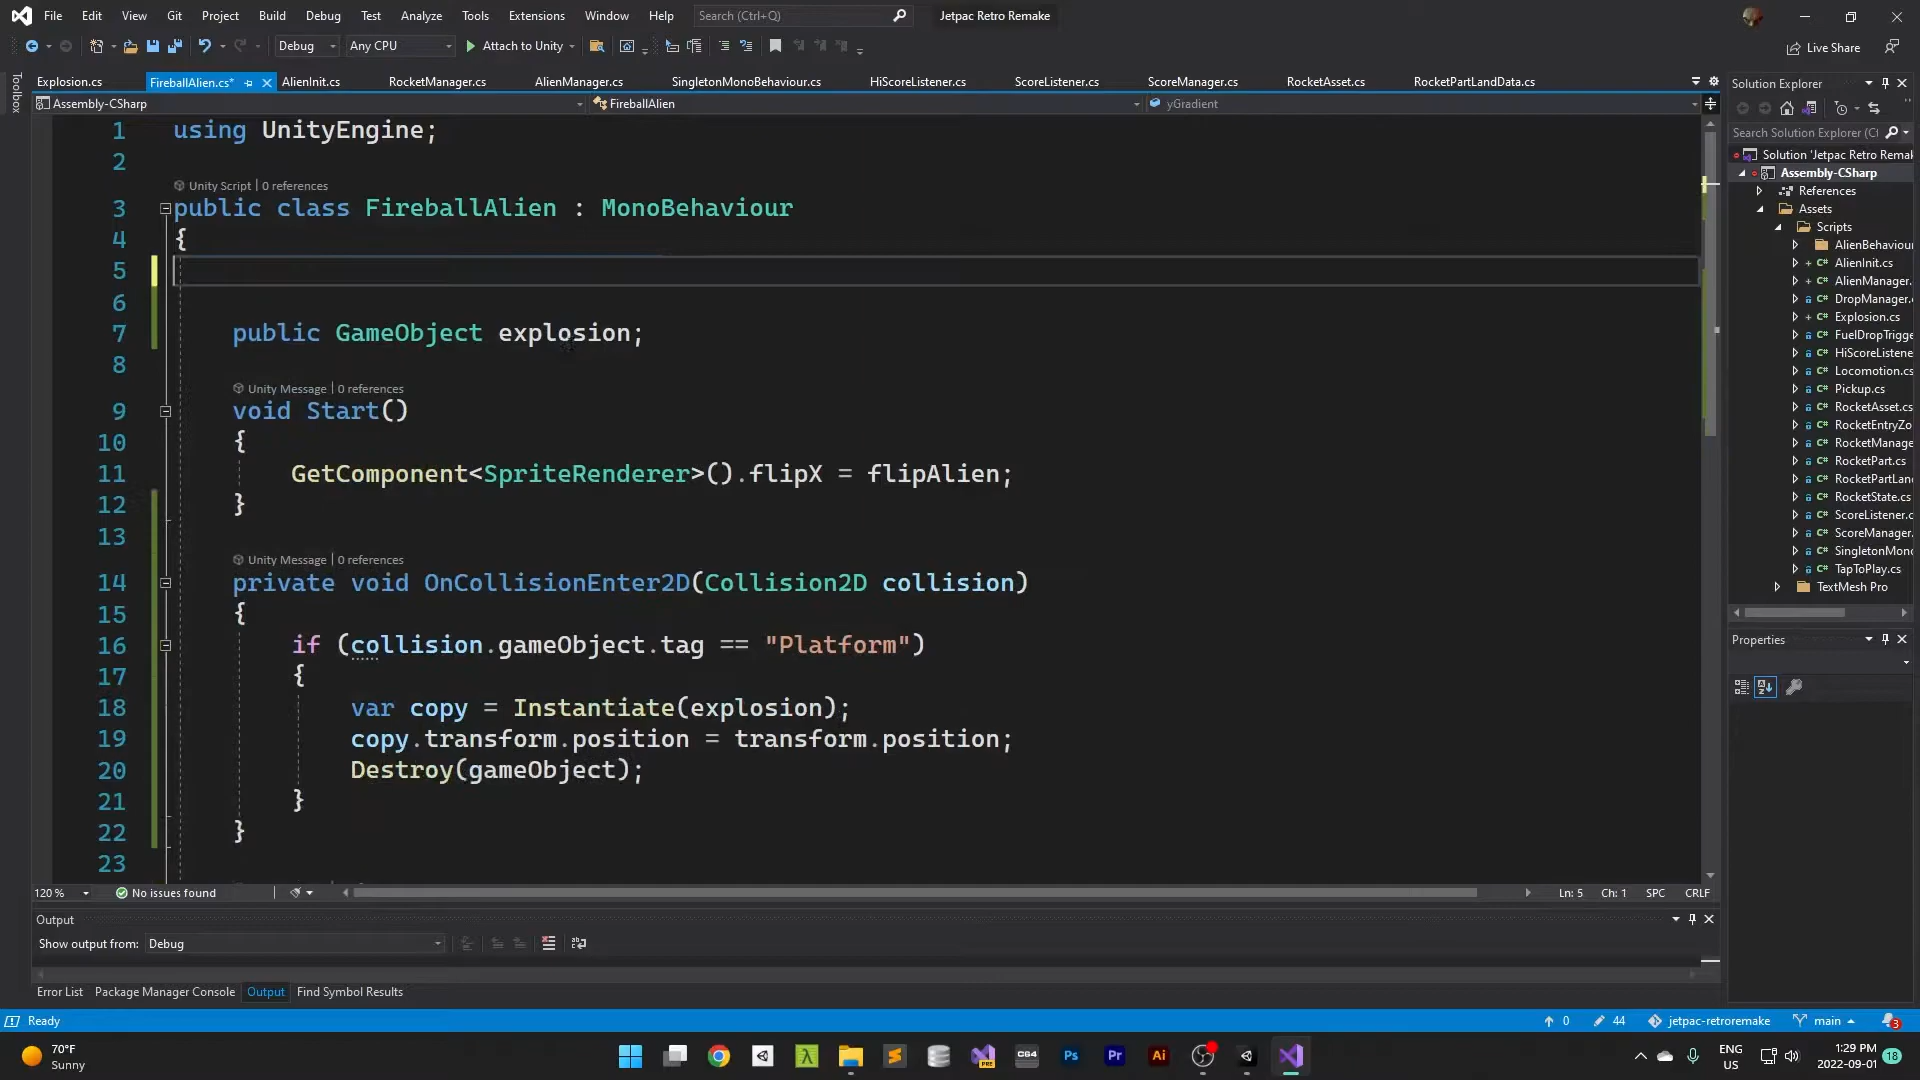 File Edit View Git Project Build Debug Test Analyze Tools Extensions Window Help Search (Ctrl+Q) Jetpac Retro Remake
Debug Any CPU Attach to Unity Live Share
Toolbox
Explosion.cs FireballAlien.cs* AlienInit.cs RocketManager.cs AlienManager.cs SingletonMonoBehaviour.cs HiScoreListener.cs ScoreListener.cs ScoreManager.cs RocketAsset.cs RocketPartLandData.cs
Assembly-CSharp FireballAlien yGradient
1 using UnityEngine;
2
Unity Script | 0 references
3 public class FireballAlien : MonoBehaviour
4 {
5
6
7 public GameObject explosion;
8
Unity Message | 0 references
9 void Start()
10 {
11 GetComponent<SpriteRenderer>().flipX = flipAlien;
12 }
13
Unity Message | 0 references
14 private void OnCollisionEnter2D(Collision2D collision)
15 {
16 if (collision.gameObject.tag == "Platform")
17 {
18 var copy = Instantiate(explosion);
19 copy.transform.position = transform.position;
20 Destroy(gameObject);
21 }
22 }
23
120 % No issues found Ln: 5 Ch: 1 SPC CRLF
Output
Show output from: Debug
Error List Package Manager Console Output Find Symbol Results
Solution Explorer
Search Solution Explorer (Ct
Solution 'Jetpac Retro Remak
Assembly-CSharp
References
Assets
Scripts
AlienBehaviou
AlienInit.cs
AlienManager.
DropManager.c
Explosion.cs
FuelDropTrigge
HiScoreListene
Locomotion.cs
Pickup.cs
RocketAsset.cs
RocketEntryZo
RocketManage
RocketPart.cs
RocketPartLan
RocketState.cs
ScoreListener.c
ScoreManager.
SingletonMono
TapToPlay.cs
TextMesh Pro
Properties
Ready 0 44 jetpac-retroremake main 3
70°F
Sunny
C64 Ps Pr Ai
ENG
US
1:29 PM
2022-09-01
18